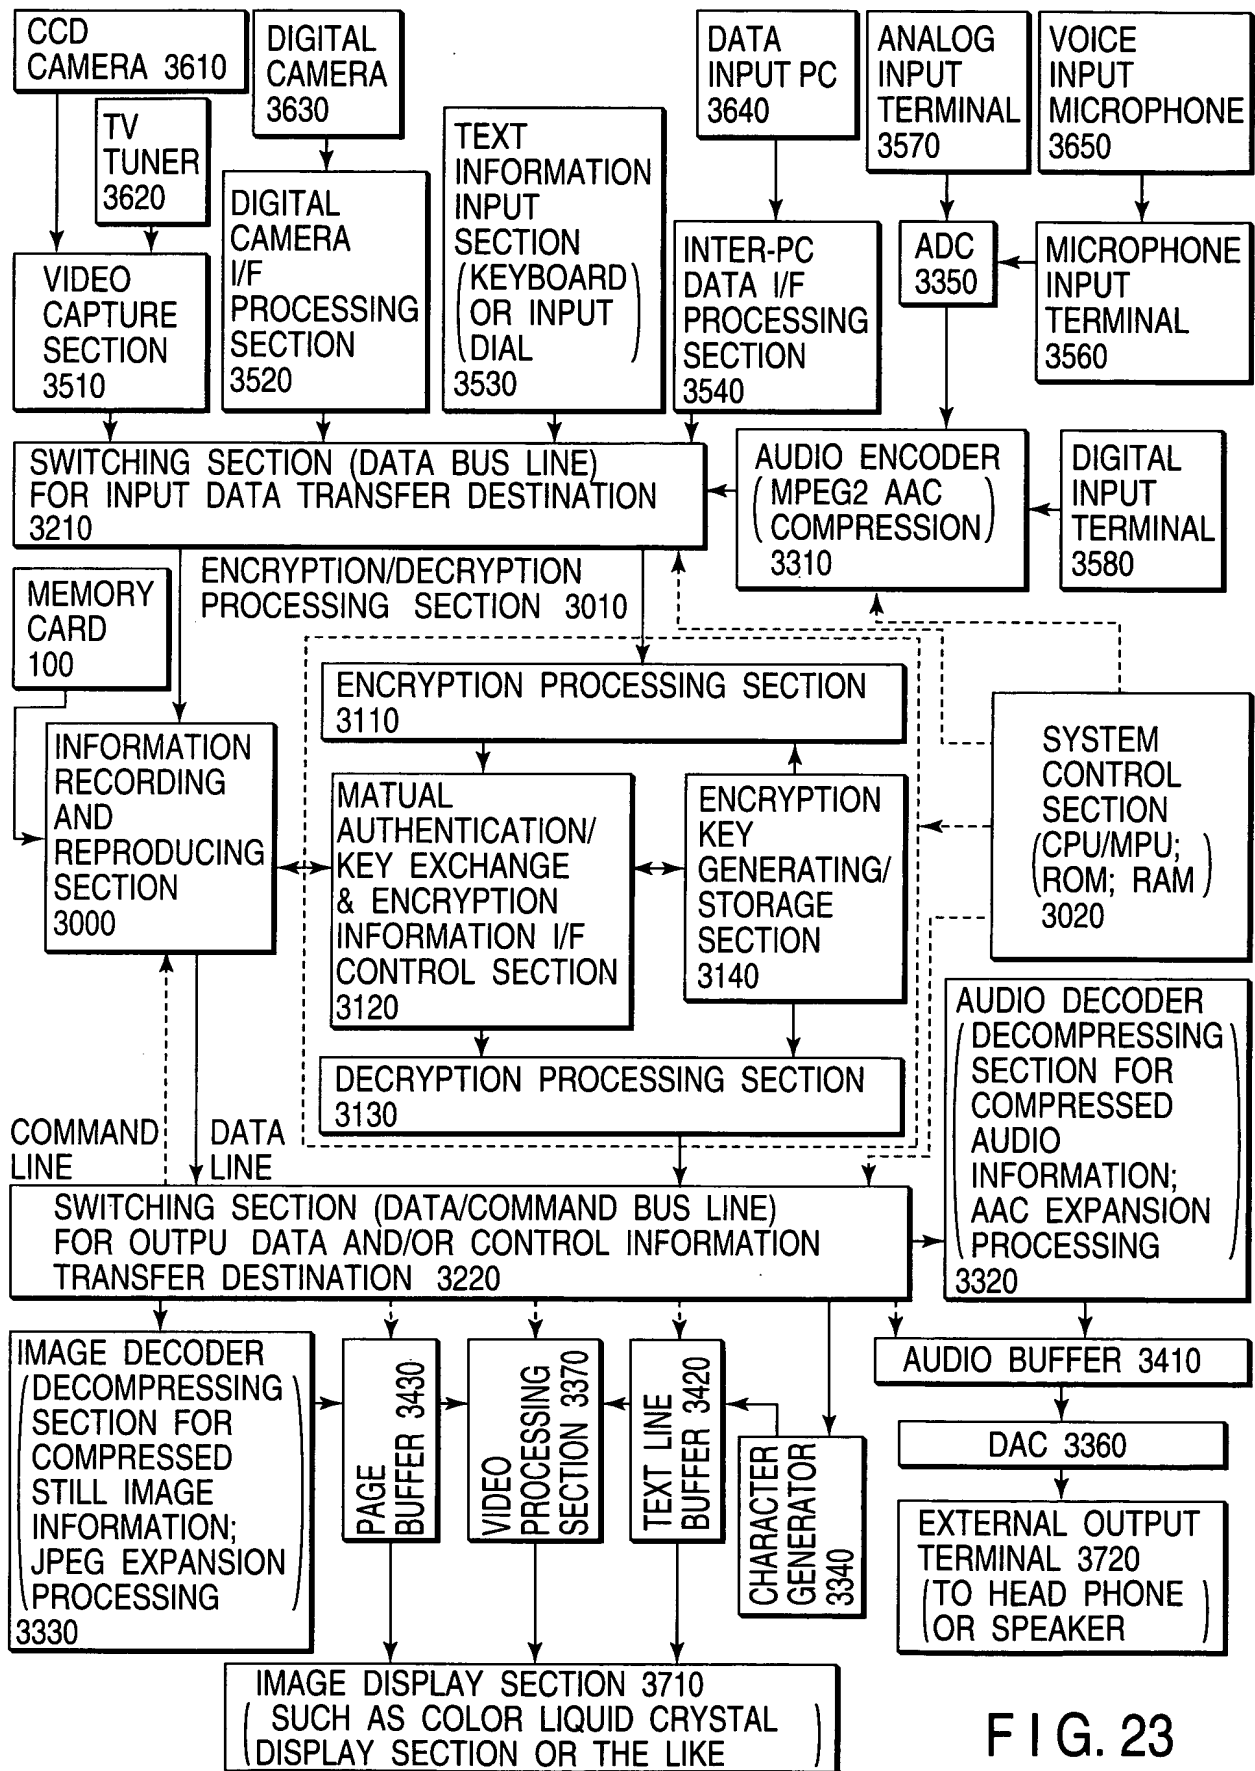 CCD
CAMERA 3610
DIGITAL
CAMERA
3630
DATA
INPUT PC
3640
ANALOG
INPUT
TERMINAL
3570
VOICE
INPUT
MICROPHONE
3650
TV
TUNER
3620
TEXT
INFORMATION
INPUT
SECTION
(KEYBOARD
OR INPUT
DIAL)
3530
DIGITAL
CAMERA
I/F
PROCESSING
SECTION
3520
VIDEO
CAPTURE
SECTION
3510
INTER-PC
DATA I/F
PROCESSING
SECTION
3540
ADC
3350
MICROPHONE
INPUT
TERMINAL
3560
SWITCHING SECTION (DATA BUS LINE)
FOR INPUT DATA TRANSFER DESTINATION
3210
AUDIO ENCODER
(MPEG2 AAC
COMPRESSION)
3310
DIGITAL
INPUT
TERMINAL
3580
ENCRYPTION/DECRYPTION
PROCESSING SECTION 3010
MEMORY
CARD
100
ENCRYPTION PROCESSING SECTION
3110
INFORMATION
RECORDING
AND
REPRODUCING
SECTION
3000
MATUAL
AUTHENTICATION/
KEY EXCHANGE
& ENCRYPTION
INFORMATION I/F
CONTROL SECTION
3120
ENCRYPTION
KEY
GENERATING/
STORAGE
SECTION
3140
SYSTEM
CONTROL
SECTION
(CPU/MPU;
ROM; RAM)
3020
DECRYPTION PROCESSING SECTION
3130
AUDIO DECODER
(DECOMPRESSING
SECTION FOR
COMPRESSED
AUDIO
INFORMATION;
AAC EXPANSION
PROCESSING)
3320
COMMAND
LINE
DATA
LINE
SWITCHING SECTION (DATA/COMMAND BUS LINE)
FOR OUTPU DATA AND/OR CONTROL INFORMATION
TRANSFER DESTINATION 3220
IMAGE DECODER
(DECOMPRESSING
SECTION FOR
COMPRESSED
STILL IMAGE
INFORMATION;
JPEG EXPANSION
PROCESSING)
3330
PAGE
BUFFER 3430
VIDEO
PROCESSING
SECTION 3370
TEXT LINE
BUFFER 3420
CHARACTER
GENERATOR
3340
AUDIO BUFFER 3410
DAC 3360
EXTERNAL OUTPUT
TERMINAL 3720
(TO HEAD PHONE
OR SPEAKER)
IMAGE DISPLAY SECTION 3710
(SUCH AS COLOR LIQUID CRYSTAL
DISPLAY SECTION OR THE LIKE)
FIG. 23